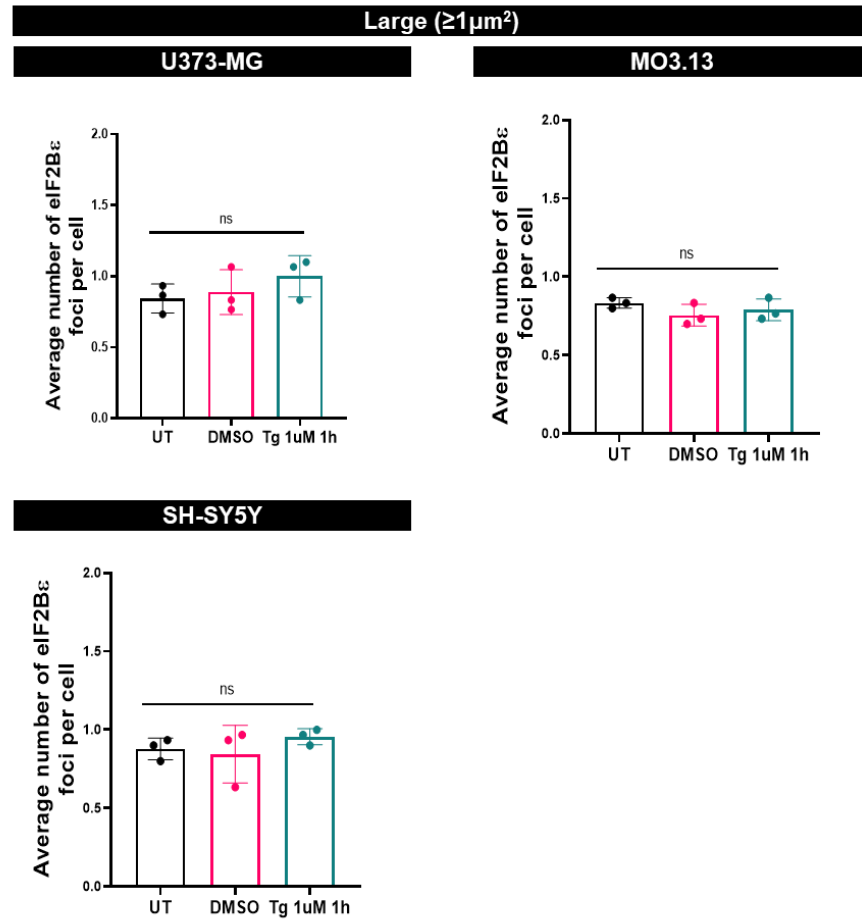 Large (≥1µm²)
U373-MG
Average number of eIF2Bε
foci per cell
2.0
1.5
1.0
0.5
0.0
ns
UT DMSO Tg 1uM 1h
MO3.13
Average number of eIF2Bε
foci per cell
2.0
1.5
1.0
0.5
0.0
ns
UT DMSO Tg 1uM 1h
SH-SY5Y
Average number of eIF2Bε
foci per cell
2.0
1.5
1.0
0.5
0.0
ns
UT DMSO Tg 1uM 1h